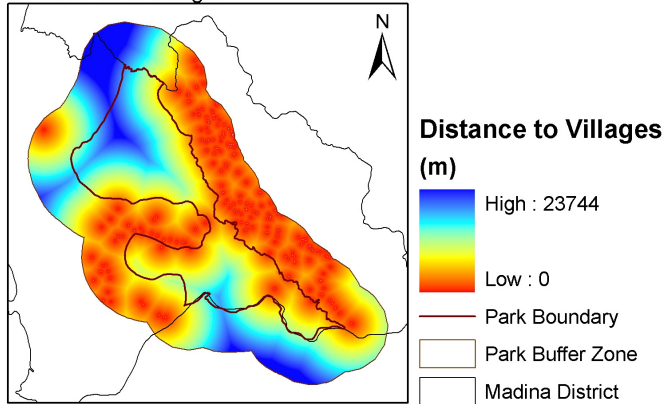 N
Distance to Villages
(m)
High : 23744
Low : 0
Park Boundary
Park Buffer Zone
Madina District